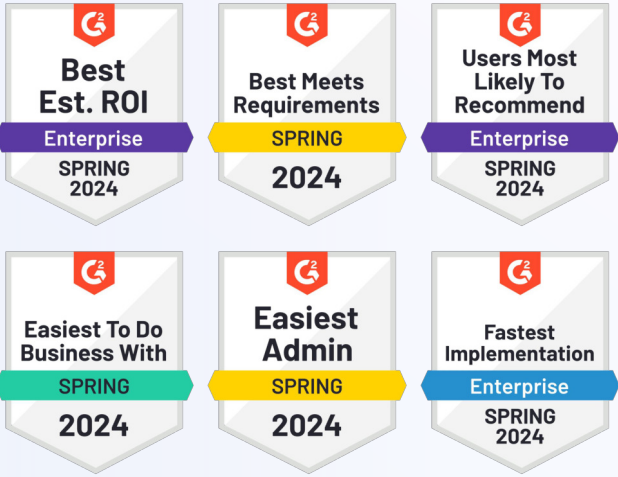 G2
Best
Est. ROI
Enterprise
SPRING
2024
G2
Best Meets
Requirements
SPRING
2024
G2
Users Most
Likely To
Recommend
Enterprise
SPRING
2024
G2
Easiest To Do
Business With
SPRING
2024
G2
Easiest
Admin
SPRING
2024
G2
Fastest
Implementation
Enterprise
SPRING
2024